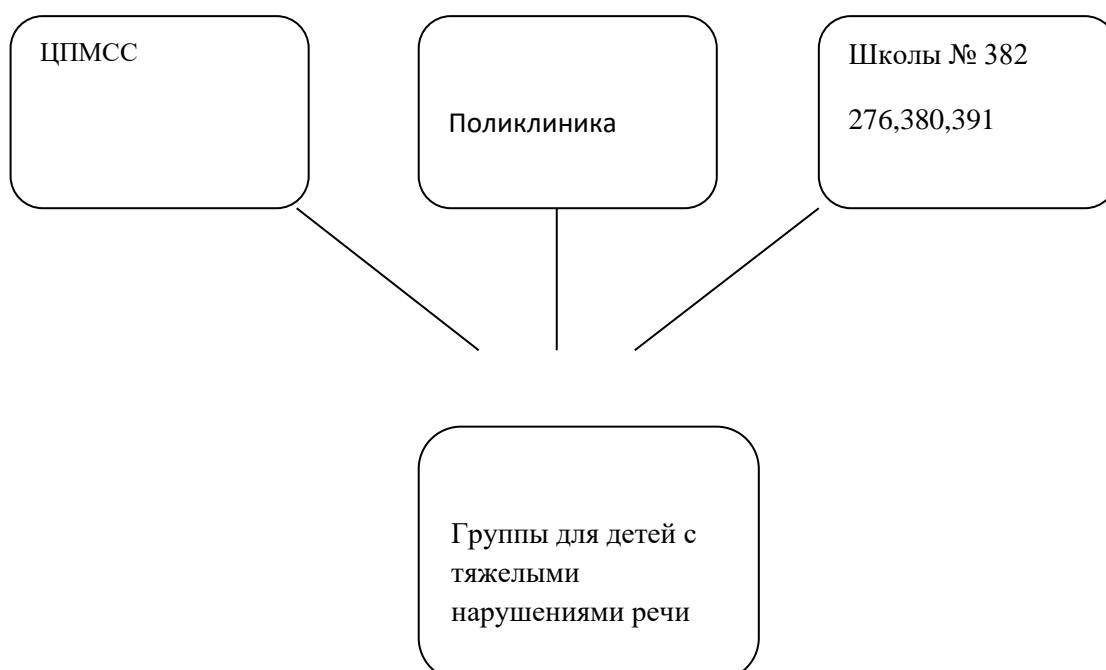 ЦПМСС
Поликлиника
Школы № 382
276,380,391
Группы для детей с
тяжелыми
нарушениями речи